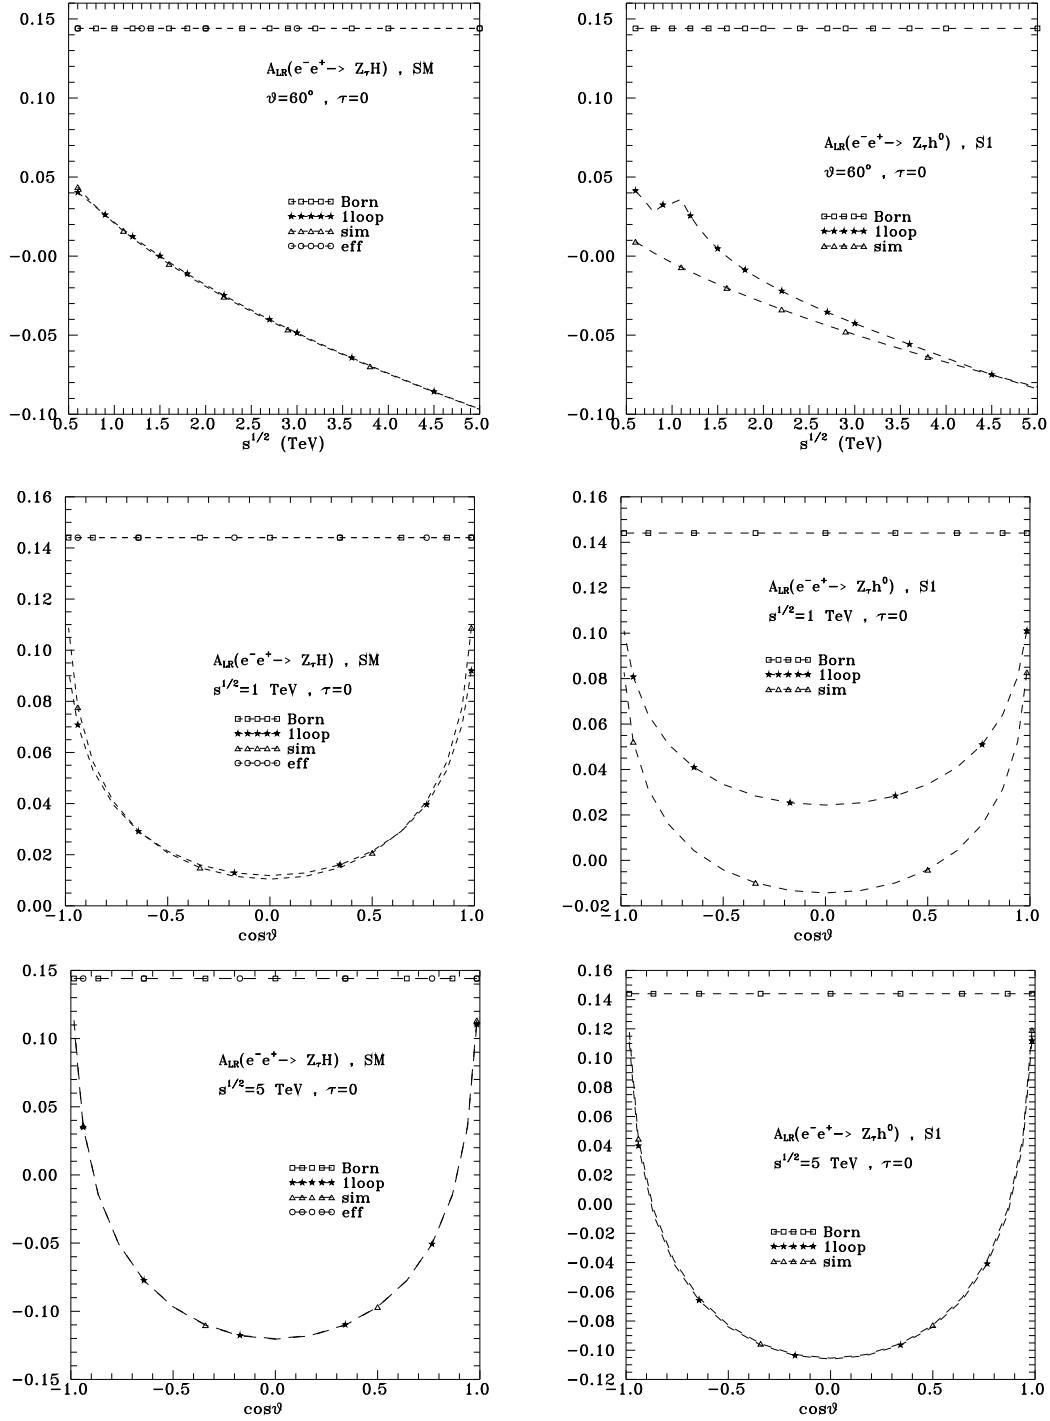 0.15
0.10
0.05
−0.00
−0.05
−0.10
A_LR(e⁻e⁺−> Z_τH) , SM
ϑ=60° , τ=0
Born
1loop
sim
eff
0.5 1.0 1.5 2.0 2.5 3.0 3.5 4.0 4.5 5.0
s^1/2 (TeV)
0.15
0.10
0.05
−0.00
−0.05
−0.10
A_LR(e⁻e⁺−> Z_τh⁰) , S1
ϑ=60° , τ=0
Born
1loop
sim
0.5 1.0 1.5 2.0 2.5 3.0 3.5 4.0 4.5 5.0
s^1/2 (TeV)
0.16
0.14
0.12
0.10
0.08
0.06
0.04
0.02
0.00
A_LR(e⁻e⁺−> Z_τH) , SM
s^1/2=1 TeV , τ=0
Born
1loop
sim
eff
−1.0 −0.5 0.0 0.5 1.0
cosϑ
0.16
0.14
0.12
0.10
0.08
0.06
0.04
0.02
0.00
−0.02
A_LR(e⁻e⁺−> Z_τh⁰) , S1
s^1/2=1 TeV , τ=0
Born
1loop
sim
−1.0 −0.5 0.0 0.5 1.0
cosϑ
0.15
0.10
0.05
0.00
−0.05
−0.10
−0.15
A_LR(e⁻e⁺−> Z_τH) , SM
s^1/2=5 TeV , τ=0
Born
1loop
sim
eff
−1.0 −0.5 0.0 0.5 1.0
cosϑ
0.16
0.14
0.12
0.10
0.08
0.06
0.04
0.02
0.00
−0.02
−0.04
−0.06
−0.08
−0.10
−0.12
A_LR(e⁻e⁺−> Z_τh⁰) , S1
s^1/2=5 TeV , τ=0
Born
1loop
sim
−1.0 −0.5 0.0 0.5 1.0
cosϑ